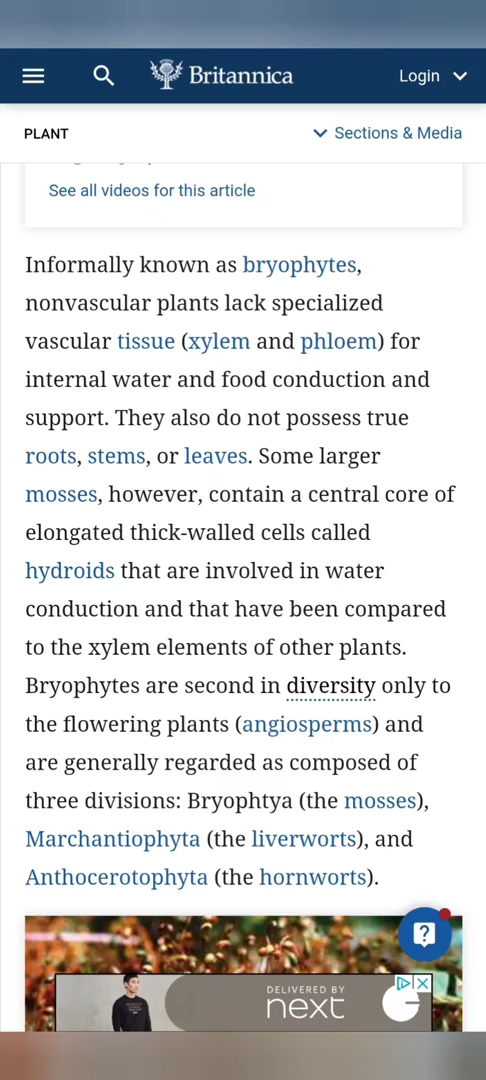 Britannica
Login
PLANT
Sections & Media
See all videos for this article
Informally known as bryophytes,
nonvascular plants lack specialized
vascular tissue (xylem and phloem) for
internal water and food conduction and
support. They also do not possess true
roots, stems, or leaves. Some larger
mosses, however, contain a central core of
elongated thick-walled cells called
hydroids that are involved in water
conduction and that have been compared
to the xylem elements of other plants.
Bryophytes are second in diversity only to
the flowering plants (angiosperms) and
are generally regarded as composed of
three divisions: Bryophtya (the mosses),
Marchantiophyta (the liverworts), and
Anthocerotophyta (the hornworts).
DELIVERED BY
next